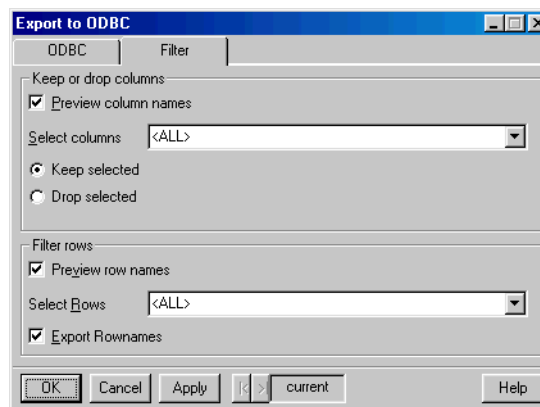 Export to ODBC
ODBC Filter
Keep or drop columns
Preview column names
Select columns <ALL>
Keep selected
Drop selected
Filter rows
Preview row names
Select Rows <ALL>
Export Rownames
OK Cancel Apply current Help